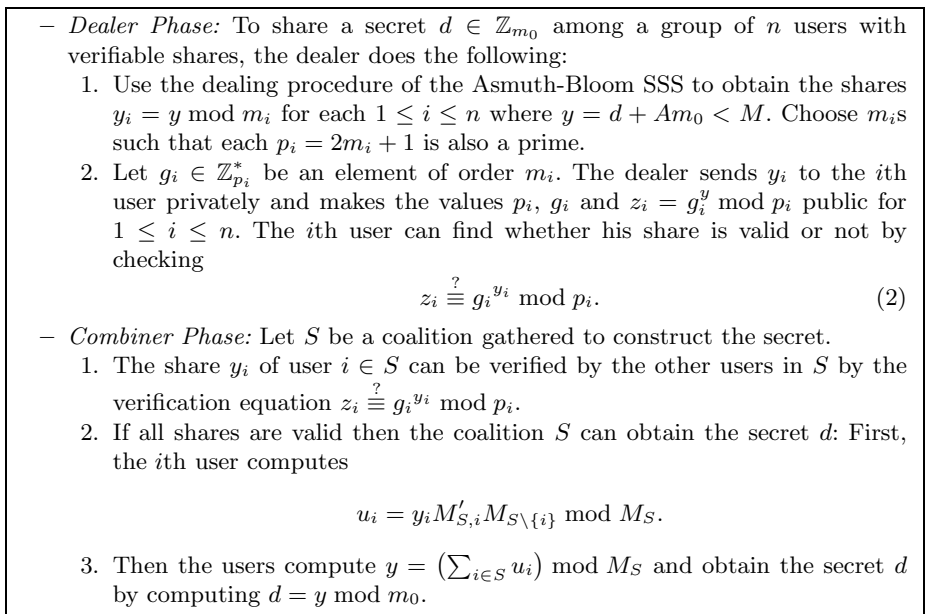 – Dealer Phase: To share a secret d ∈ ℤ_{m_0} among a group of n users with
verifiable shares, the dealer does the following:
1. Use the dealing procedure of the Asmuth-Bloom SSS to obtain the shares
y_i = y mod m_i for each 1 ≤ i ≤ n where y = d + Am_0 < M. Choose m_is
such that each p_i = 2m_i + 1 is also a prime.
2. Let g_i ∈ ℤ*_{p_i} be an element of order m_i. The dealer sends y_i to the ith
user privately and makes the values p_i, g_i and z_i = g_i^y mod p_i public for
1 ≤ i ≤ n. The ith user can find whether his share is valid or not by
checking
z_i ≟≡ g_i^{y_i} mod p_i. (2)
– Combiner Phase: Let S be a coalition gathered to construct the secret.
1. The share y_i of user i ∈ S can be verified by the other users in S by the
verification equation z_i ≟≡ g_i^{y_i} mod p_i.
2. If all shares are valid then the coalition S can obtain the secret d: First,
the ith user computes
u_i = y_i M′_{S,i} M_{S\{i}} mod M_S.
3. Then the users compute y = (∑_{i∈S} u_i) mod M_S and obtain the secret d
by computing d = y mod m_0.